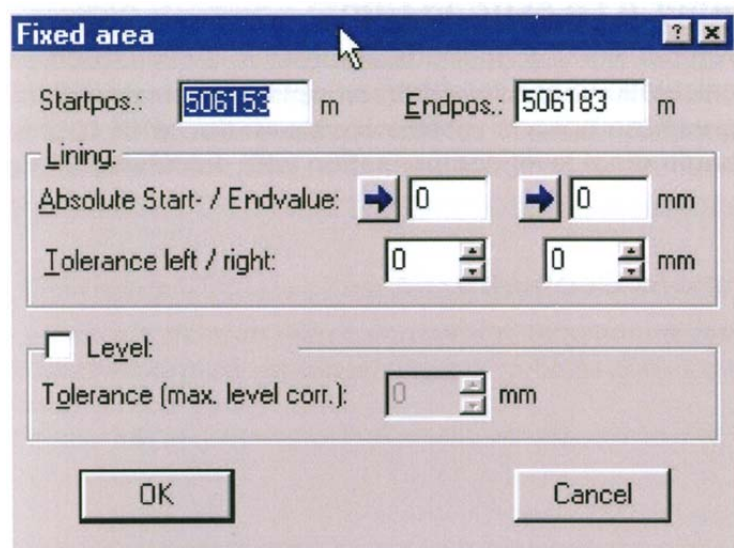 Fixed area
Startpos.: 506153 m Endpos.: 506183 m
Lining:
Absolute Start- / Endvalue: 0 0 mm
Tolerance left / right: 0 0 mm
Level:
Tolerance (max. level corr.): 0 mm
OK Cancel